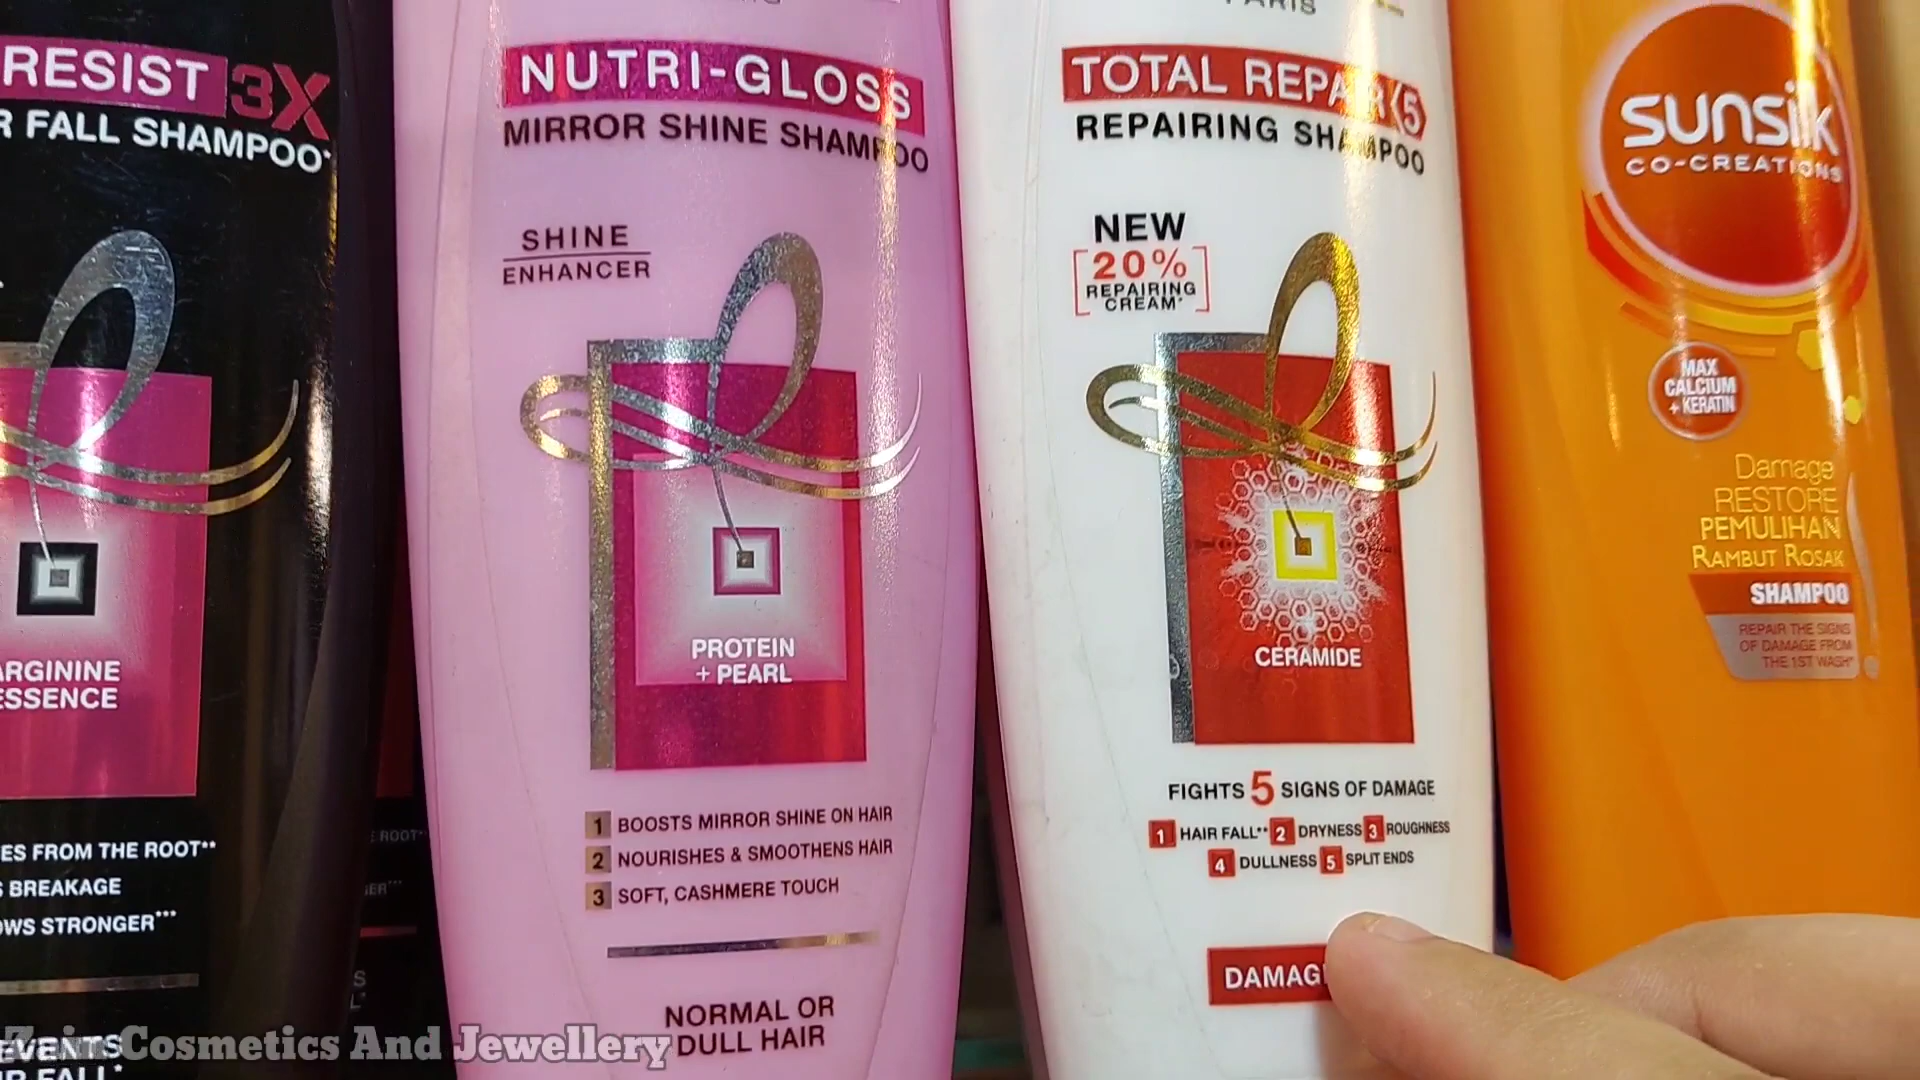 RESIST 3X
FALL SHAMPOO*
ARGININE
ESSENCE
FROM THE ROOT**
BREAKAGE
STRONGER***
NUTRI-GLOSS
MIRROR SHINE SHAMPOO
SHINE
ENHANCER
PROTEIN
+ PEARL
1 BOOSTS MIRROR SHINE ON HAIR
2 NOURISHES & SMOOTHENS HAIR
3 SOFT, CASHMERE TOUCH
NORMAL OR
DULL HAIR
PARIS
TOTAL REPAIR 5
REPAIRING SHAMPOO
NEW
20%
REPAIRING
CREAM*
CERAMIDE
FIGHTS 5 SIGNS OF DAMAGE
1 HAIR FALL** 2 DRYNESS 3 ROUGHNESS
4 DULLNESS 5 SPLIT ENDS
DAMAG
sunsilk
CO-CREATIONS
MAX
CALCIUM
+ KERATIN
Damage
RESTORE
PEMULIHAN
RAMBUT ROSAK
SHAMPOO
REPAIR THE SIGNS
OF DAMAGE FROM
THE 1ST WASH*
Zain Cosmetics And Jewellery